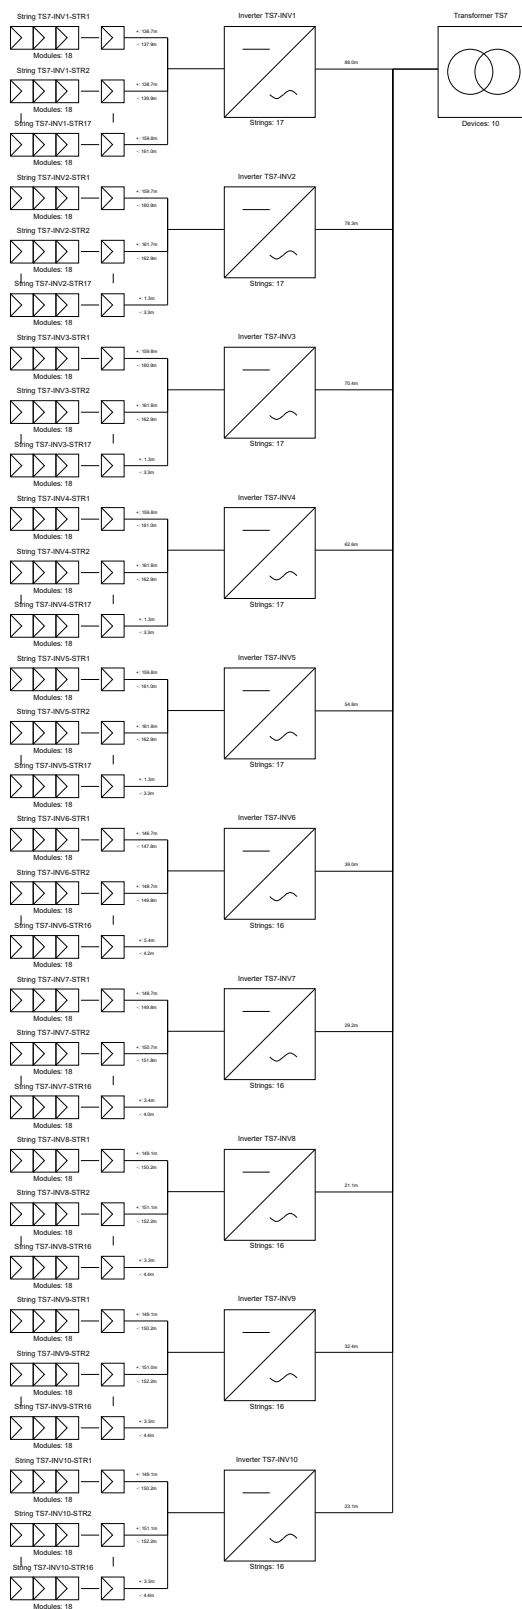 String TS7-INV1-STR1
Inverter TS7-INV1
Transformer TS7
+: 136.7m
-: 137.9m
Modules: 18
String TS7-INV1-STR2
68.0m
+: 138.7m
-: 139.9m
Modules: 18
Strings: 17
Devices: 10
String TS7-INV1-STR17
+: 159.8m
-: 161.0m
Modules: 18
String TS7-INV2-STR1
Inverter TS7-INV2
+: 159.7m
-: 160.9m
Modules: 18
78.3m
String TS7-INV2-STR2
+: 161.7m
-: 162.9m
Modules: 18
Strings: 17
String TS7-INV2-STR17
+: 1.3m
-: 3.3m
Modules: 18
String TS7-INV3-STR1
Inverter TS7-INV3
+: 159.8m
-: 160.9m
Modules: 18
70.4m
String TS7-INV3-STR2
+: 161.8m
-: 162.9m
Modules: 18
Strings: 17
String TS7-INV3-STR17
+: 1.3m
-: 3.3m
Modules: 18
String TS7-INV4-STR1
Inverter TS7-INV4
+: 159.8m
-: 161.0m
Modules: 18
62.6m
String TS7-INV4-STR2
+: 161.8m
-: 162.9m
Modules: 18
Strings: 17
String TS7-INV4-STR17
+: 1.3m
-: 3.3m
Modules: 18
String TS7-INV5-STR1
Inverter TS7-INV5
+: 159.8m
-: 161.0m
Modules: 18
54.8m
String TS7-INV5-STR2
+: 161.8m
-: 162.9m
Modules: 18
Strings: 17
String TS7-INV5-STR17
+: 1.3m
-: 3.3m
Modules: 18
String TS7-INV6-STR1
Inverter TS7-INV6
+: 146.7m
-: 147.8m
Modules: 18
39.0m
String TS7-INV6-STR2
+: 148.7m
-: 149.8m
Modules: 18
Strings: 16
String TS7-INV6-STR16
+: 5.4m
-: 4.2m
Modules: 18
String TS7-INV7-STR1
Inverter TS7-INV7
+: 148.7m
-: 149.8m
Modules: 18
29.2m
String TS7-INV7-STR2
+: 150.7m
-: 151.8m
Modules: 18
Strings: 16
String TS7-INV7-STR16
+: 3.4m
-: 4.0m
Modules: 18
String TS7-INV8-STR1
Inverter TS7-INV8
+: 149.1m
-: 150.2m
Modules: 18
21.1m
String TS7-INV8-STR2
+: 151.1m
-: 152.2m
Modules: 18
Strings: 16
String TS7-INV8-STR16
+: 3.3m
-: 4.6m
Modules: 18
String TS7-INV9-STR1
Inverter TS7-INV9
+: 149.1m
-: 150.2m
Modules: 18
32.4m
String TS7-INV9-STR2
+: 151.0m
-: 152.2m
Modules: 18
Strings: 16
String TS7-INV9-STR16
+: 3.3m
-: 4.6m
Modules: 18
String TS7-INV10-STR1
Inverter TS7-INV10
+: 149.1m
-: 150.2m
Modules: 18
23.1m
String TS7-INV10-STR2
+: 151.1m
-: 152.2m
Modules: 18
Strings: 16
String TS7-INV10-STR16
+: 3.3m
-: 4.6m
Modules: 18